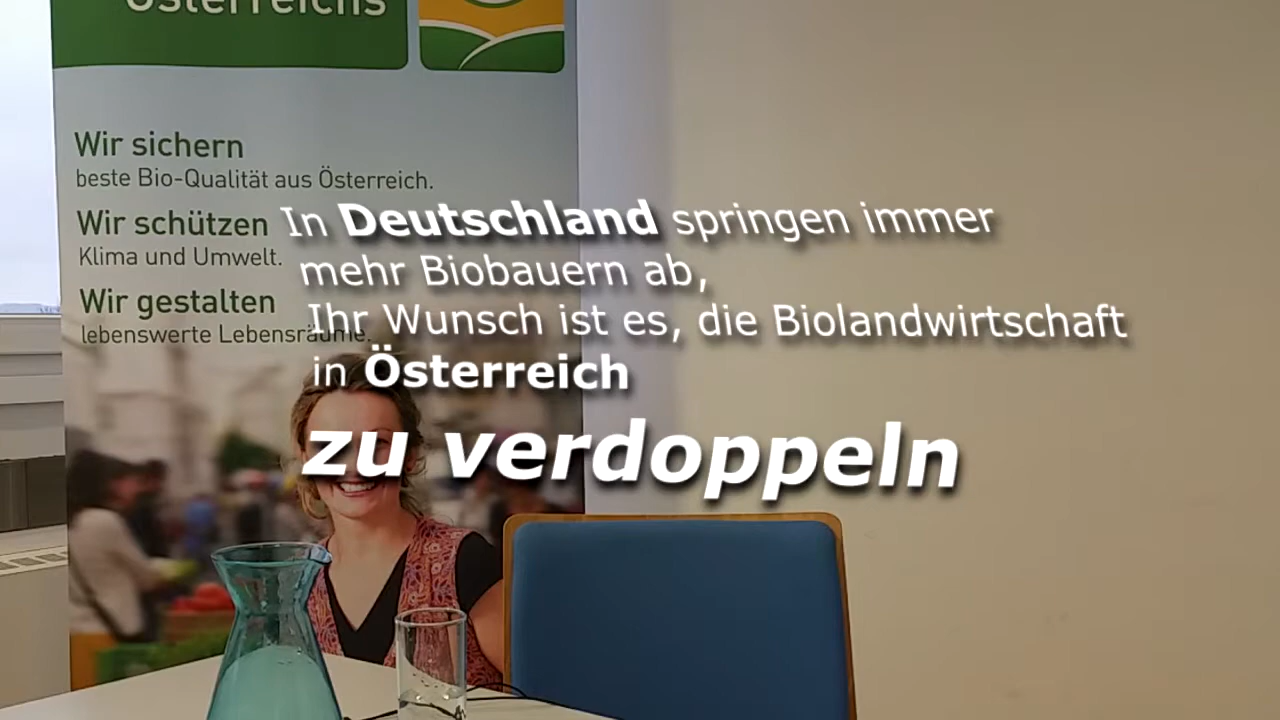 Österreichs
Wir sichern
beste Bio-Qualität aus Österreich.
Wir schützen
Klima und Umwelt.
Wir gestalten
lebenswerte Lebensräume.
In Deutschland springen immer
mehr Biobauern ab,
Ihr Wunsch ist es, die Biolandwirtschaft
in Österreich
zu verdoppeln